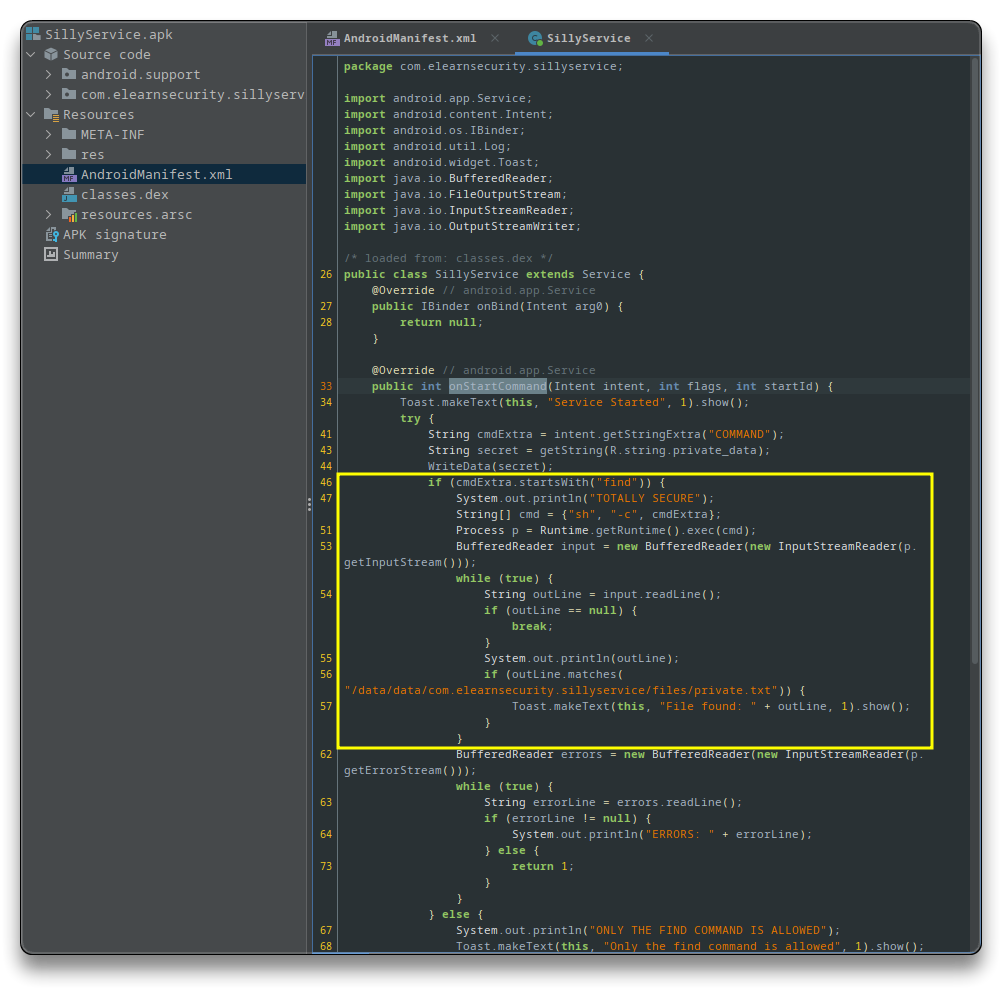 SillyService.apk
Source code
android.support
com.elearnsecurity.sillyserv
Resources
META-INF
res
AndroidManifest.xml
classes.dex
resources.arsc
APK signature
Summary
AndroidManifest.xml
SillyService
package com.elearnsecurity.sillyservice;
import android.app.Service;
import android.content.Intent;
import android.os.IBinder;
import android.util.Log;
import android.widget.Toast;
import java.io.BufferedReader;
import java.io.FileOutputStream;
import java.io.InputStreamReader;
import java.io.OutputStreamWriter;
/* loaded from: classes.dex */
26 public class SillyService extends Service {
@Override // android.app.Service
27 public IBinder onBind(Intent arg0) {
28 return null;
}
@Override // android.app.Service
33 public int onStartCommand(Intent intent, int flags, int startId) {
34 Toast.makeText(this, "Service Started", 1).show();
try {
41 String cmdExtra = intent.getStringExtra("COMMAND");
43 String secret = getString(R.string.private_data);
44 WriteData(secret);
46 if (cmdExtra.startsWith("find")) {
47 System.out.println("TOTALLY SECURE");
String[] cmd = {"sh", "-c", cmdExtra};
51 Process p = Runtime.getRuntime().exec(cmd);
53 BufferedReader input = new BufferedReader(new InputStreamReader(p.
getInputStream()));
while (true) {
54 String outLine = input.readLine();
if (outLine == null) {
break;
}
55 System.out.println(outLine);
56 if (outLine.matches(
"/data/data/com.elearnsecurity.sillyservice/files/private.txt")) {
57 Toast.makeText(this, "File found: " + outLine, 1).show();
}
}
62 BufferedReader errors = new BufferedReader(new InputStreamReader(p.
getErrorStream()));
while (true) {
63 String errorLine = errors.readLine();
if (errorLine != null) {
64 System.out.println("ERRORS: " + errorLine);
} else {
73 return 1;
}
}
} else {
67 System.out.println("ONLY THE FIND COMMAND IS ALLOWED");
68 Toast.makeText(this, "Only the find command is allowed", 1).show();